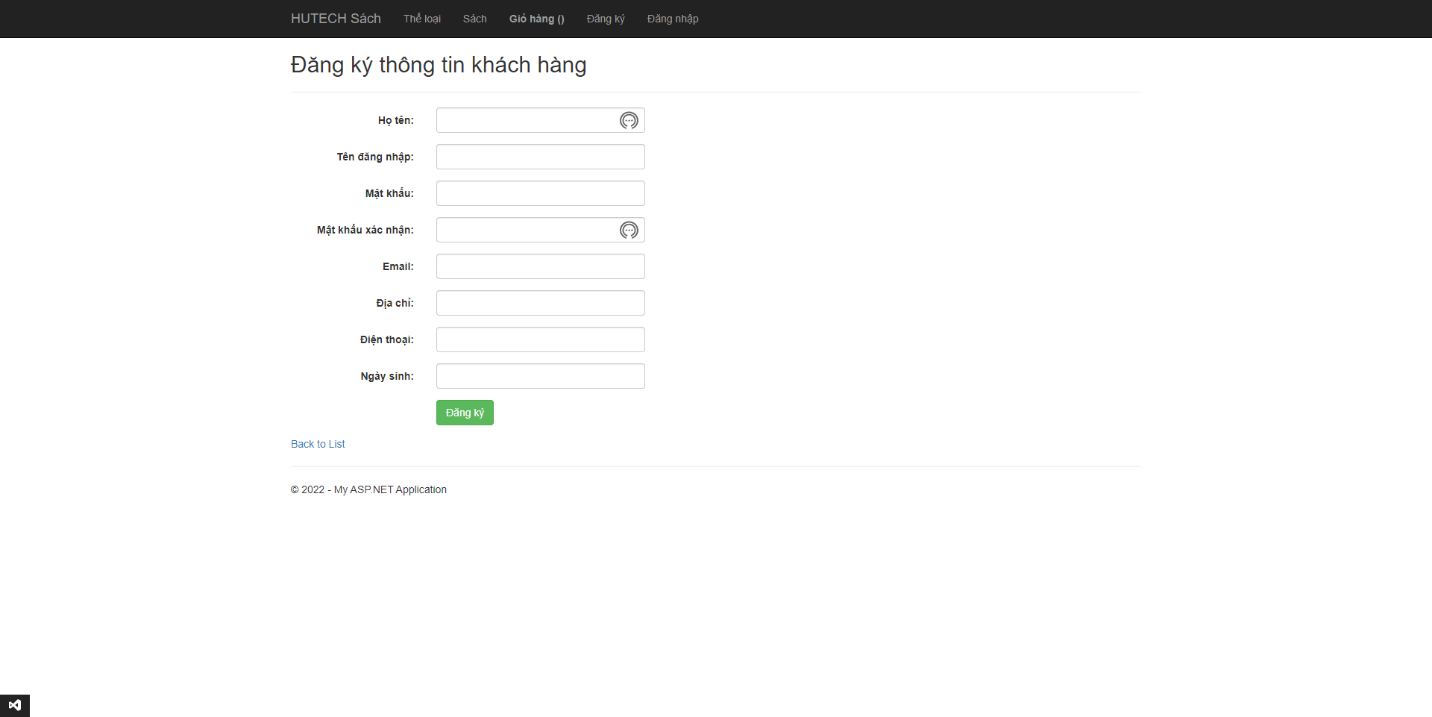 HUTECH Sách Thể loại Sách Giỏ hàng () Đăng ký Đăng nhập
Đăng ký thông tin khách hàng
Họ tên:
Tên đăng nhập:
Mật khẩu:
Mật khẩu xác nhận:
Email:
Địa chỉ:
Điện thoại:
Ngày sinh:
Đăng ký
Back to List
© 2022 - My ASP.NET Application